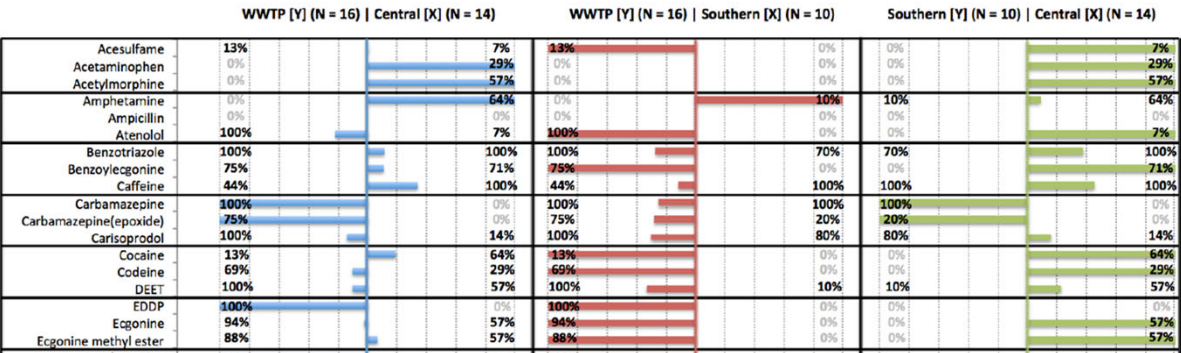 WWTP [Y] (N = 16) | Central [X] (N = 14) WWTP [Y] (N = 16) | Southern [X] (N = 10) Southern [Y] (N = 10) | Central [X] (N = 14)
Acesulfame 13% 7% 13% 0% 0% 7%
Acetaminophen 0% 29% 0% 0% 0% 29%
Acetylmorphine 0% 57% 0% 0% 0% 57%
Amphetamine 0% 64% 0% 10% 10% 64%
Ampicillin 0% 0% 0% 0% 0% 0%
Atenolol 100% 7% 100% 0% 0% 7%
Benzotriazole 100% 100% 100% 70% 70% 100%
Benzoylecgonine 75% 71% 75% 0% 0% 71%
Caffeine 44% 100% 44% 100% 100% 100%
Carbamazepine 100% 0% 100% 100% 100% 0%
Carbamazepine(epoxide) 75% 0% 75% 20% 20% 0%
Carisoprodol 100% 14% 100% 80% 80% 14%
Cocaine 13% 64% 13% 0% 0% 64%
Codeine 69% 29% 69% 0% 0% 29%
DEET 100% 57% 100% 10% 10% 57%
EDDP 100% 0% 100% 0% 0% 0%
Ecgonine 94% 57% 94% 0% 0% 57%
Ecgonine methyl ester 88% 57% 88% 0% 0% 57%